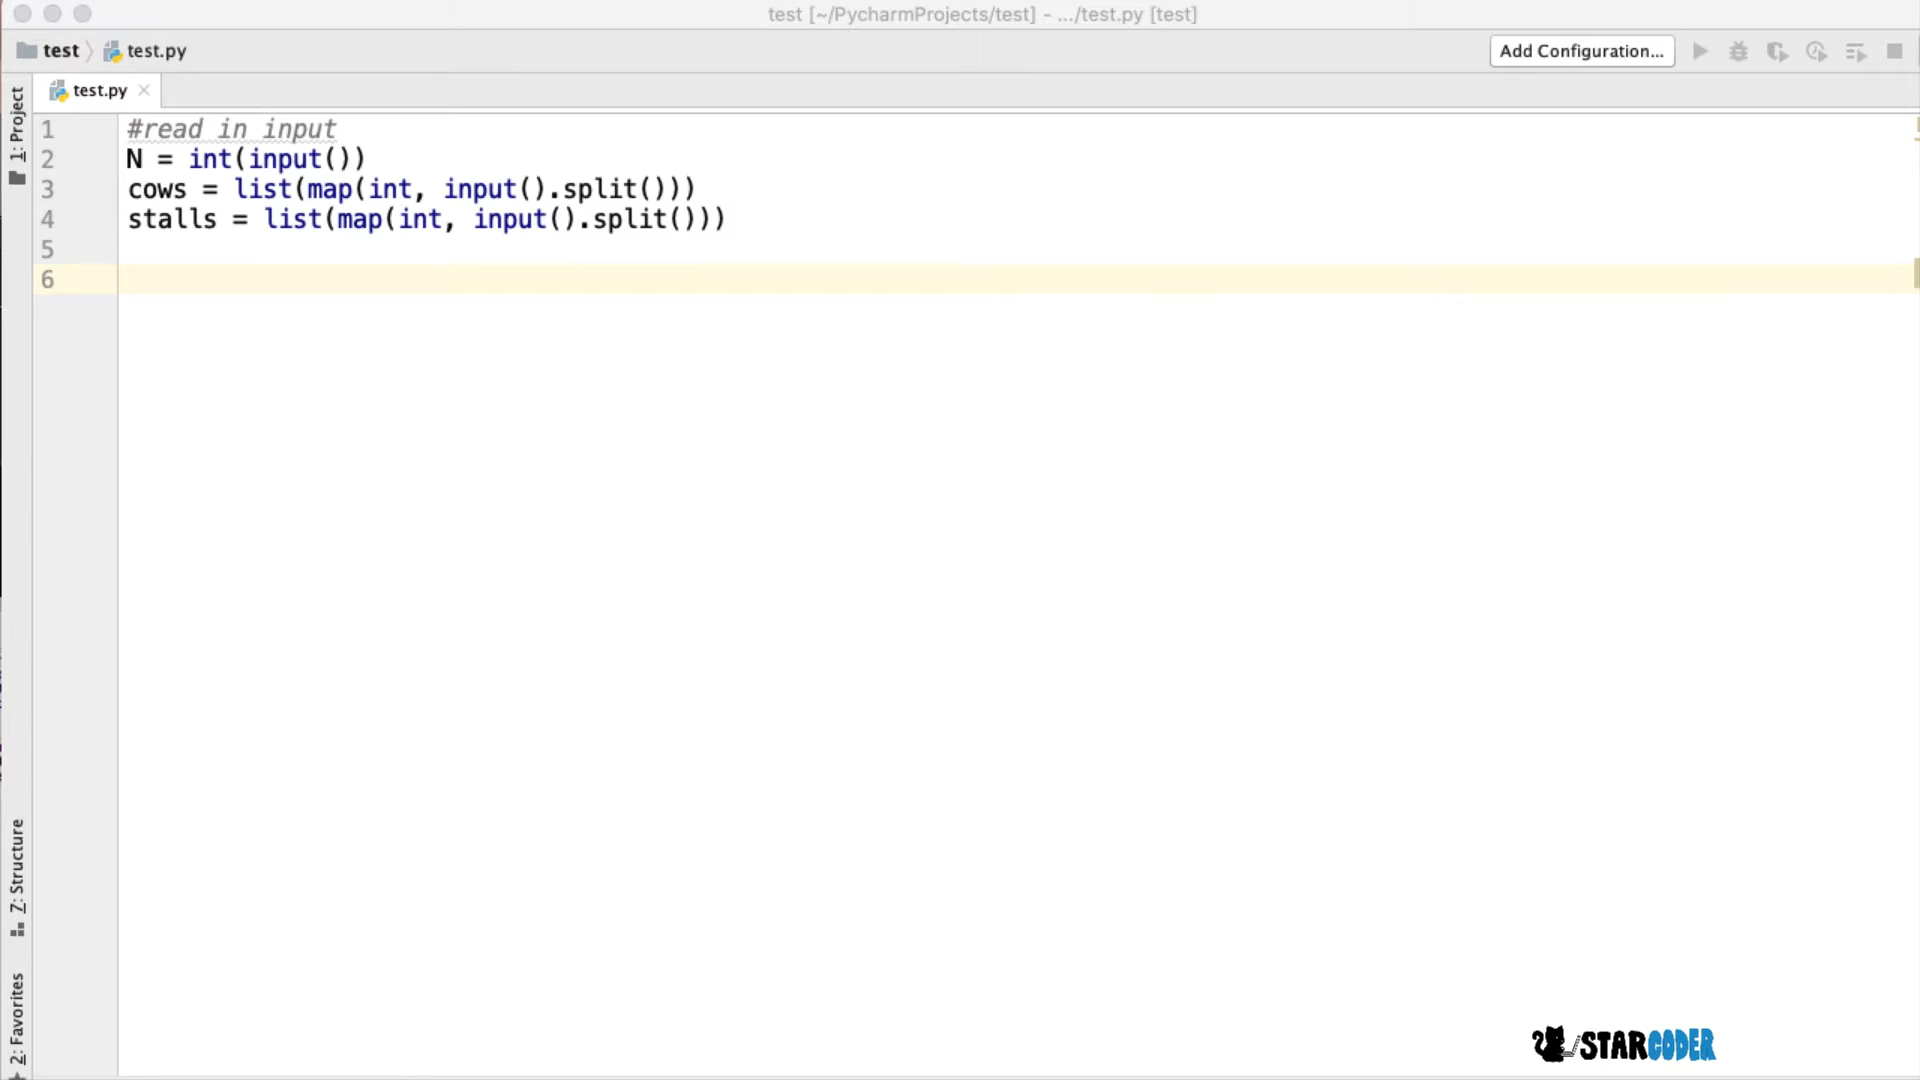 test [~/PycharmProjects/test] - .../test.py [test]
test test.py
Add Configuration...
test.py
1: Project
1 #read in input
2 N = int(input())
3 cows = list(map(int, input().split()))
4 stalls = list(map(int, input().split()))
5
6
7: Structure
2: Favorites
STARCODER